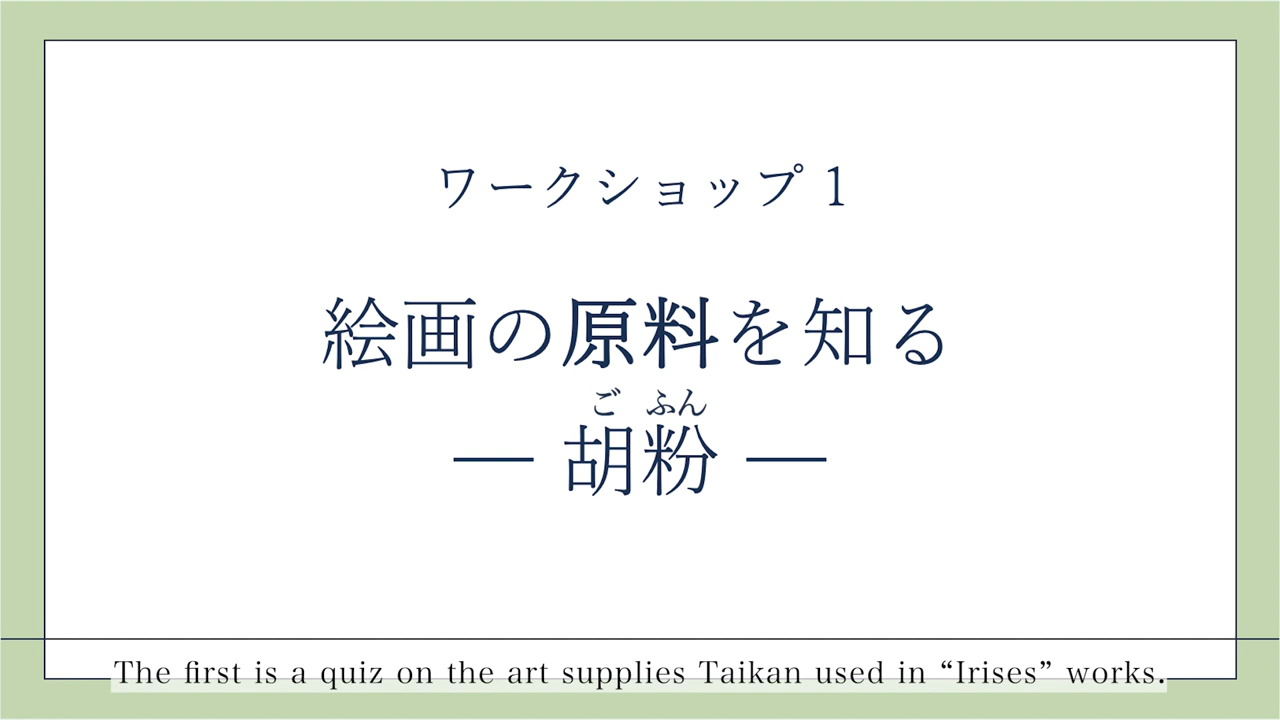 ワークショップ 1
絵画の原料を知る
ご ふん
― 胡粉 ―
The first is a quiz on the art supplies Taikan used in “Irises” works.